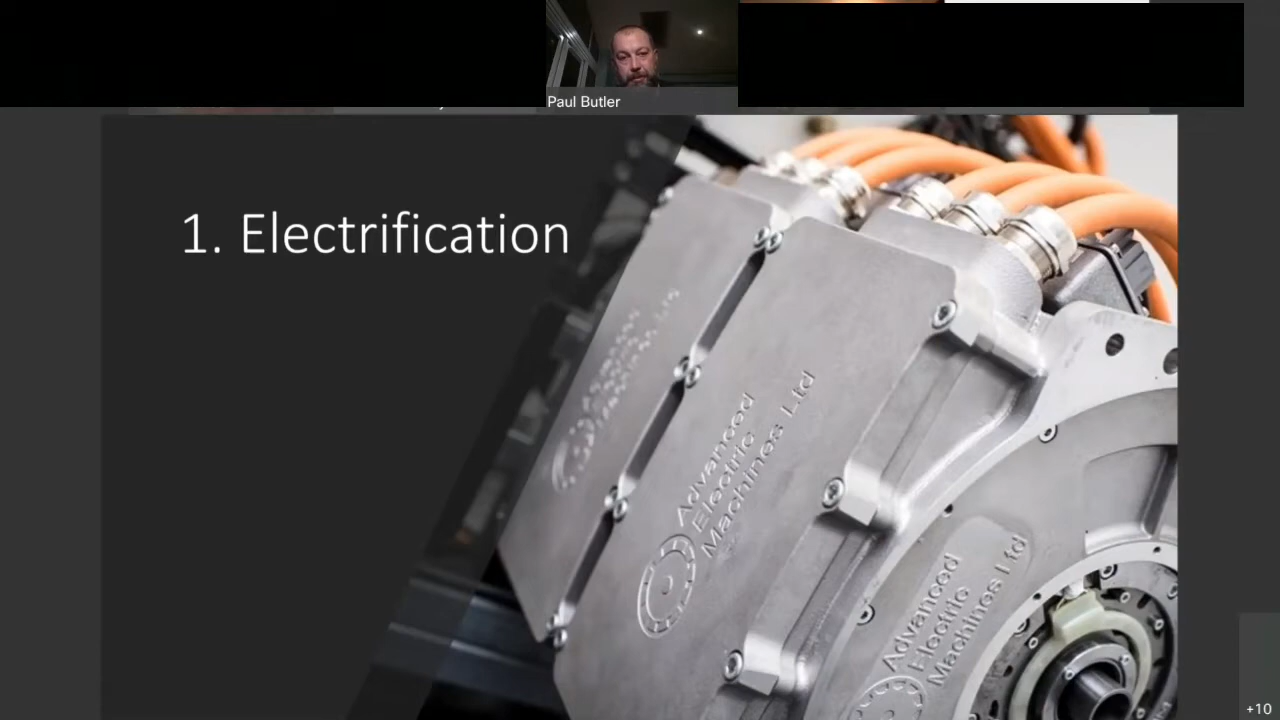 Paul Butler
1. Electrification
Advanced
Electric
Machines Ltd
Advanced
Electric
Machines Ltd
+10